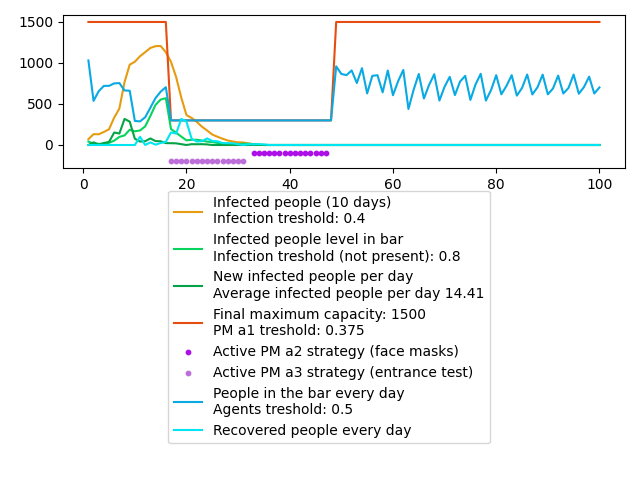 1500
1000
500
0
0
20
40
60
80
100
Infected people (10 days)
Infection treshold: 0.4
Infected people level in bar
Infection treshold (not present): 0.8
New infected people per day
Average infected people per day 14.41
Final maximum capacity: 1500
PM a1 treshold: 0.375
Active PM a2 strategy (face masks)
Active PM a3 strategy (entrance test)
People in the bar every day
Agents treshold: 0.5
Recovered people every day